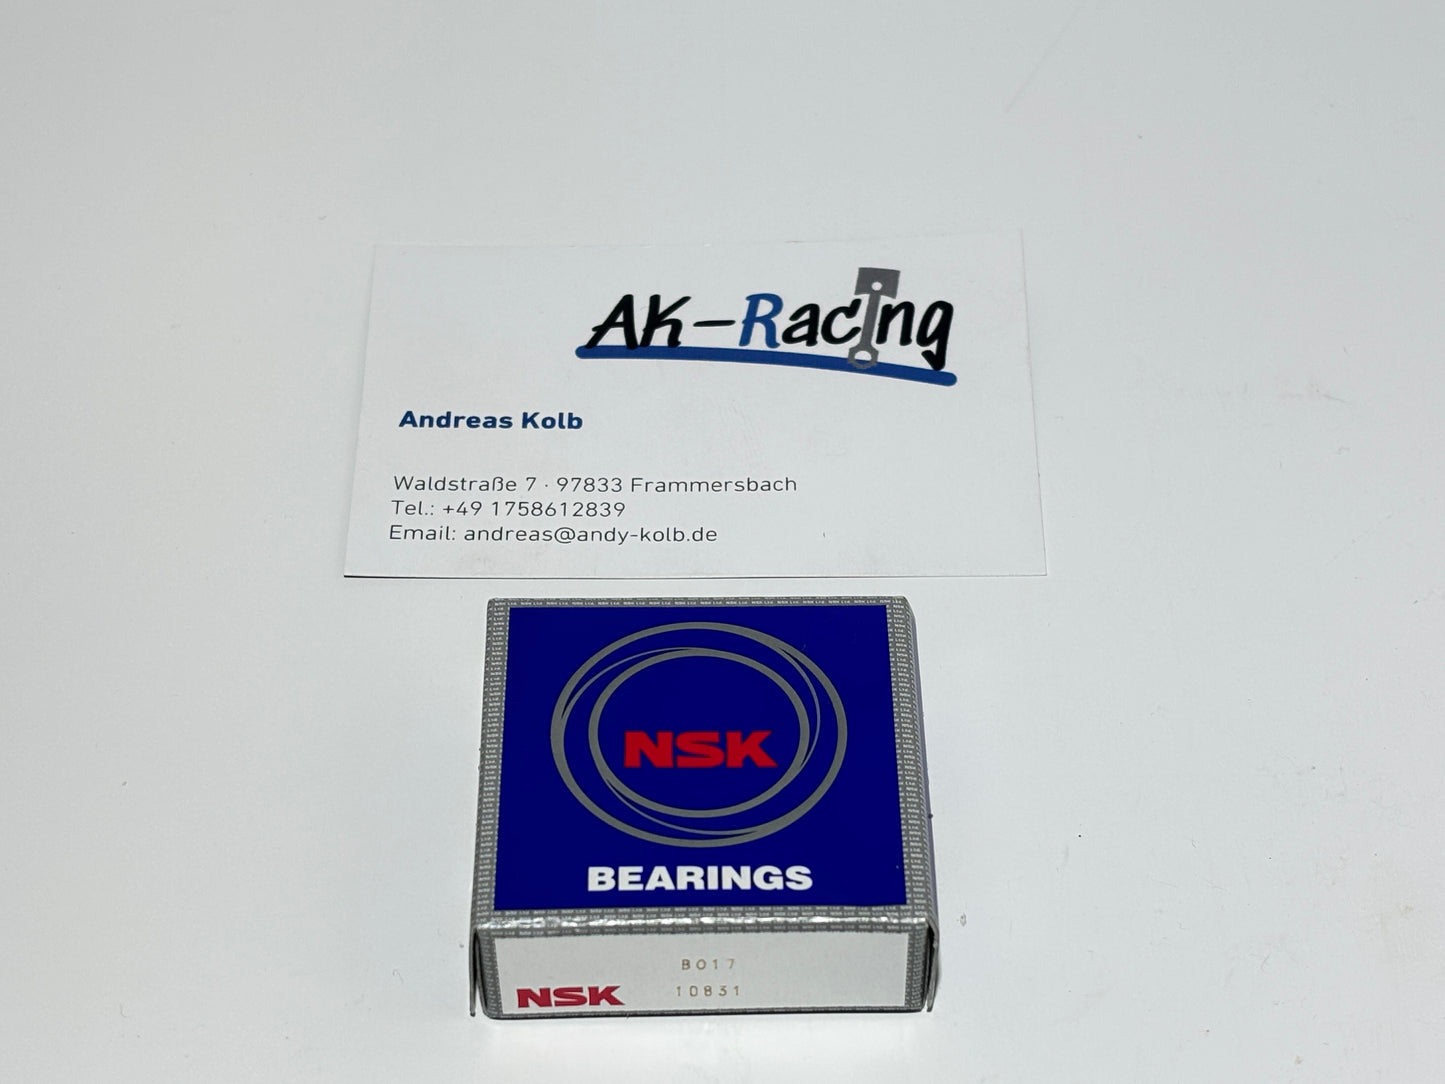 AK-Racing
Andreas Kolb
Waldstraße 7 · 97833 Frammersbach
Tel.: +49 1758612839
Email: andreas@andy-kolb.de
NSK
BEARINGS
B017
NSK 10831